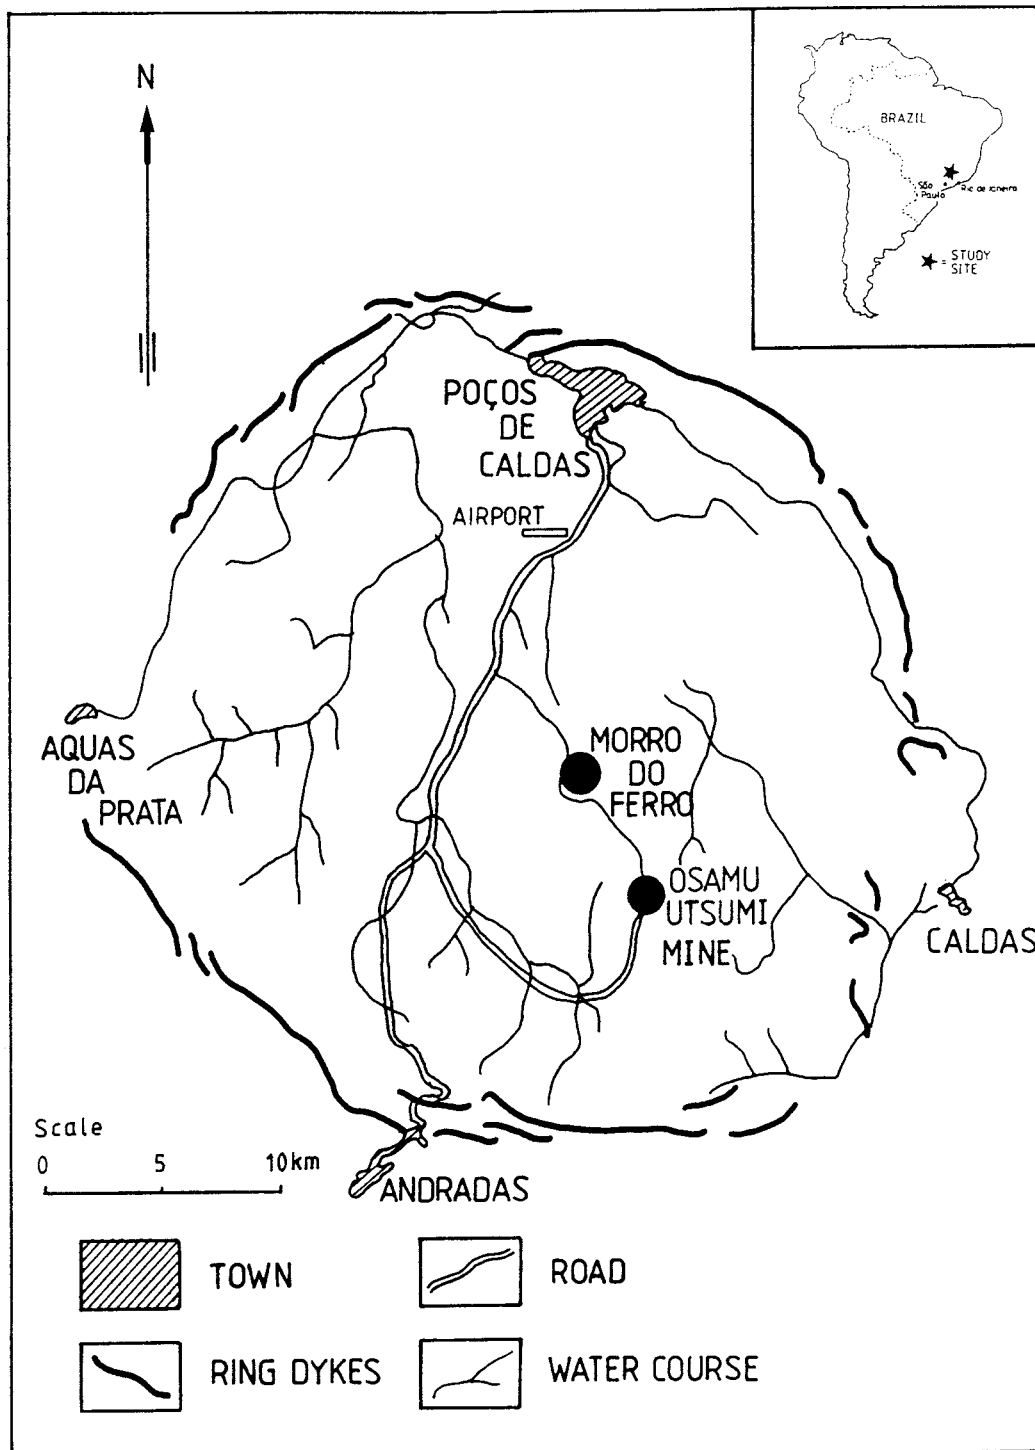 N
BRAZIL
São
Paulo
Rio de Janeiro
= STUDY
SITE
POÇOS
DE
CALDAS
AIRPORT
AQUAS
DA
PRATA
MORRO
DO
FERRO
OSAMU
UTSUMI
MINE
CALDAS
Scale
0 5 10km
ANDRADAS
TOWN
ROAD
RING DYKES
WATER COURSE